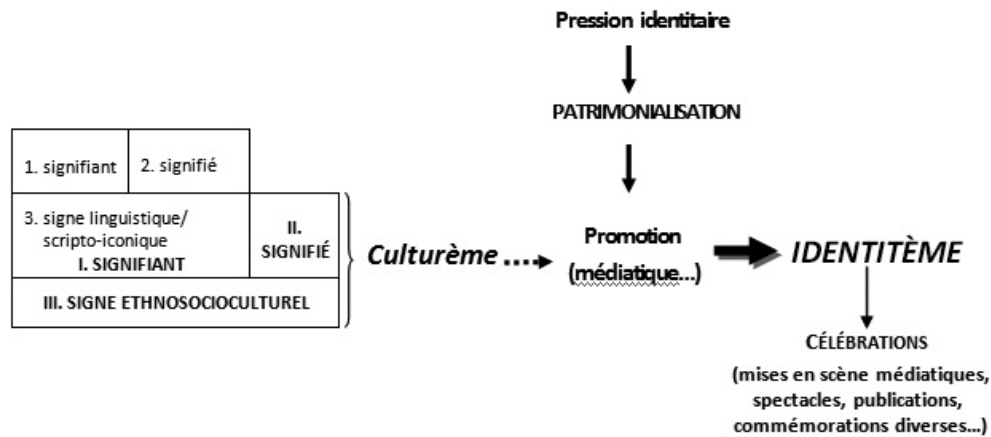 Pression identitaire
PATRIMONIALISATION
1. signifiant
2. signifié
3. signe linguistique/
scripto-iconique
I. SIGNIFIANT
II.
SIGNIFIÉ
III. SIGNE ETHNOSOCIOCULTUREL
Culturème
Promotion
(médiatique...)
IDENTITÈME
CÉLÉBRATIONS
(mises en scène médiatiques,
spectacles, publications,
commémorations diverses...)